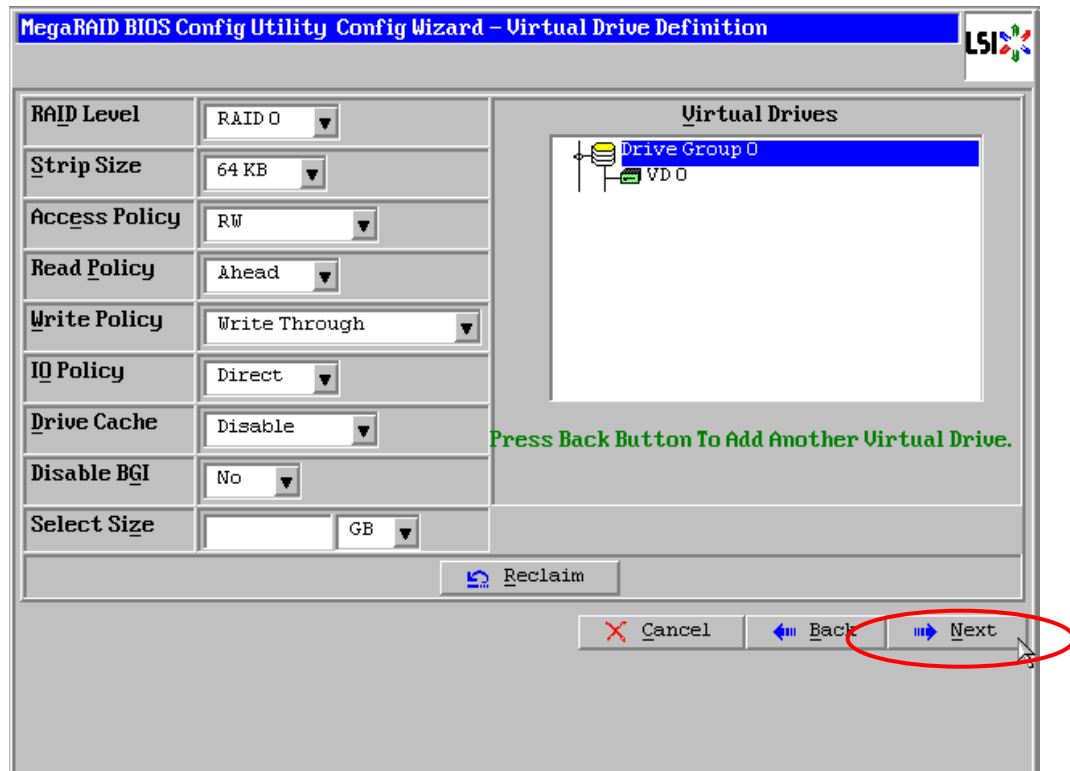 MegaRAID BIOS Config Utility Config Wizard – Virtual Drive Definition
LSI
RAID Level RAID 0
Strip Size 64 KB
Access Policy RW
Read Policy Ahead
Write Policy Write Through
IO Policy Direct
Drive Cache Disable
Disable BGI No
Select Size GB
Virtual Drives
Drive Group 0
VD 0
Press Back Button To Add Another Virtual Drive.
Reclaim
Cancel Back Next